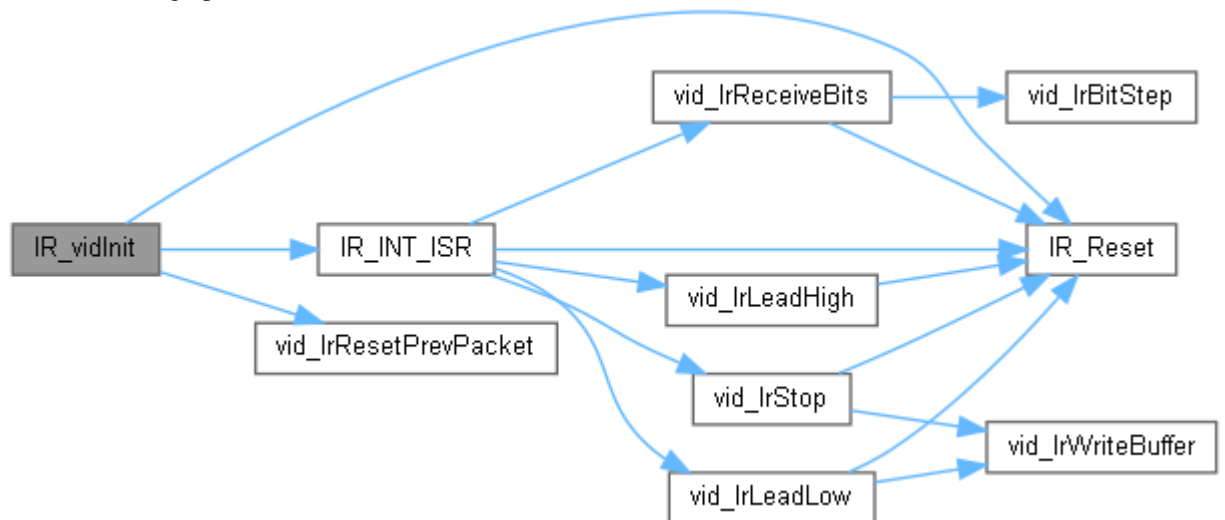 vid_IrReceiveBits
vid_IrBitStep
IR_vidInit
IR_INT_ISR
IR_Reset
vid_IrLeadHigh
vid_IrResetPrevPacket
vid_IrStop
vid_IrWriteBuffer
vid_IrLeadLow